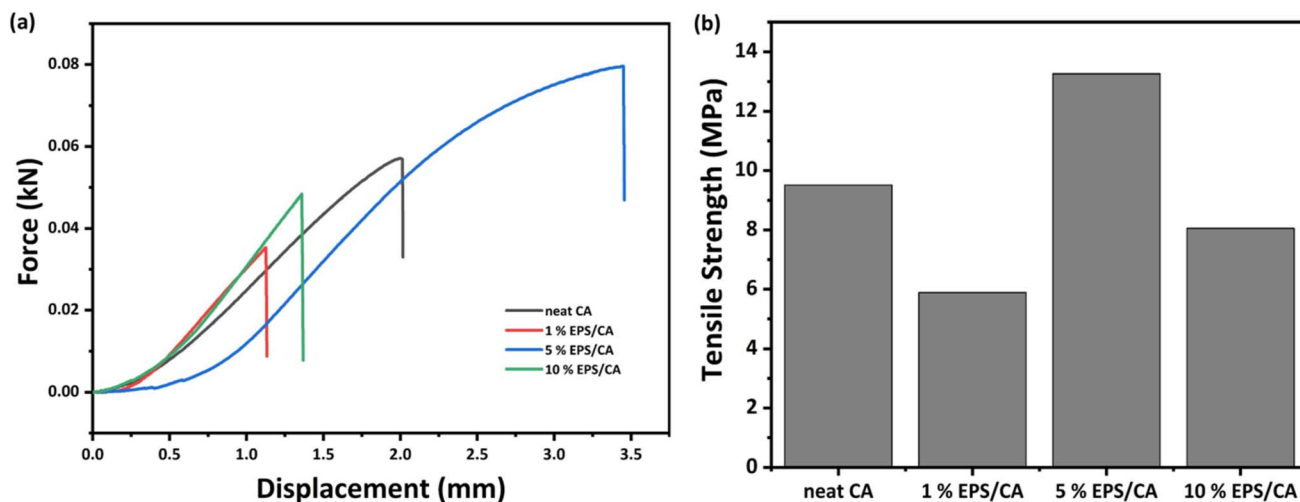 (a)
Force (kN)
0.08
0.06
0.04
0.02
0.00
neat CA
1 % EPS/CA
5 % EPS/CA
10 % EPS/CA
0.0 0.5 1.0 1.5 2.0 2.5 3.0 3.5
Displacement (mm)
(b)
Tensile Strength (MPa)
14
12
10
8
6
4
2
0
neat CA 1 % EPS/CA 5 % EPS/CA 10 % EPS/CA